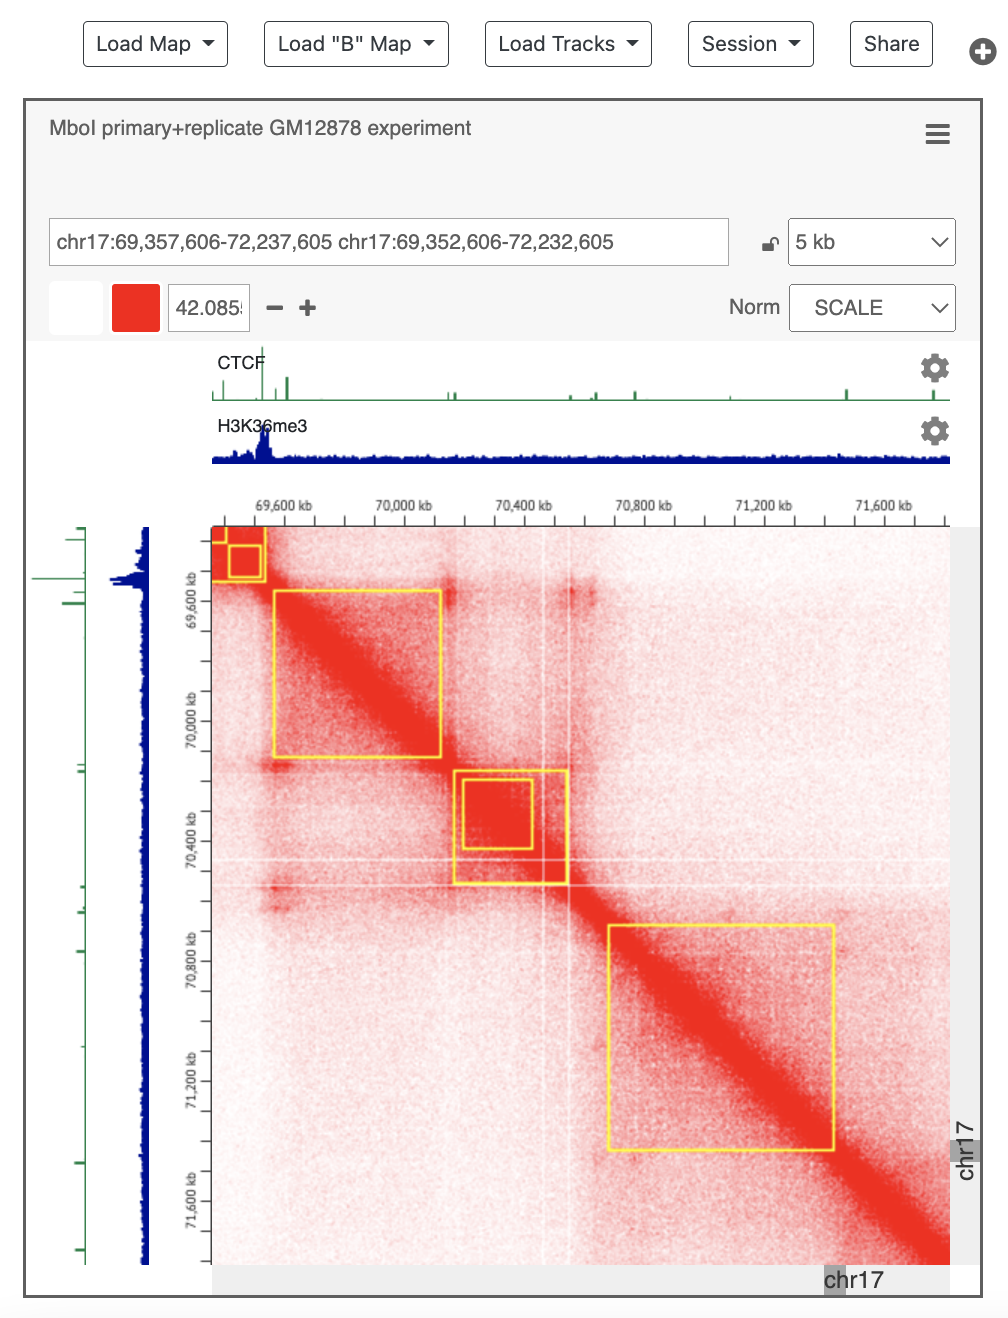 Load Map
Load "B" Map
Load Tracks
Session
Share
MboI primary+replicate GM12878 experiment
chr17:69,357,606-72,237,605 chr17:69,352,606-72,232,605
5 kb
42.085
Norm
SCALE
CTCF
H3K36me3
69,600 kb
70,000 kb
70,400 kb
70,800 kb
71,200 kb
71,600 kb
69,600 kb
70,000 kb
70,400 kb
70,800 kb
71,200 kb
71,600 kb
chr17
chr17